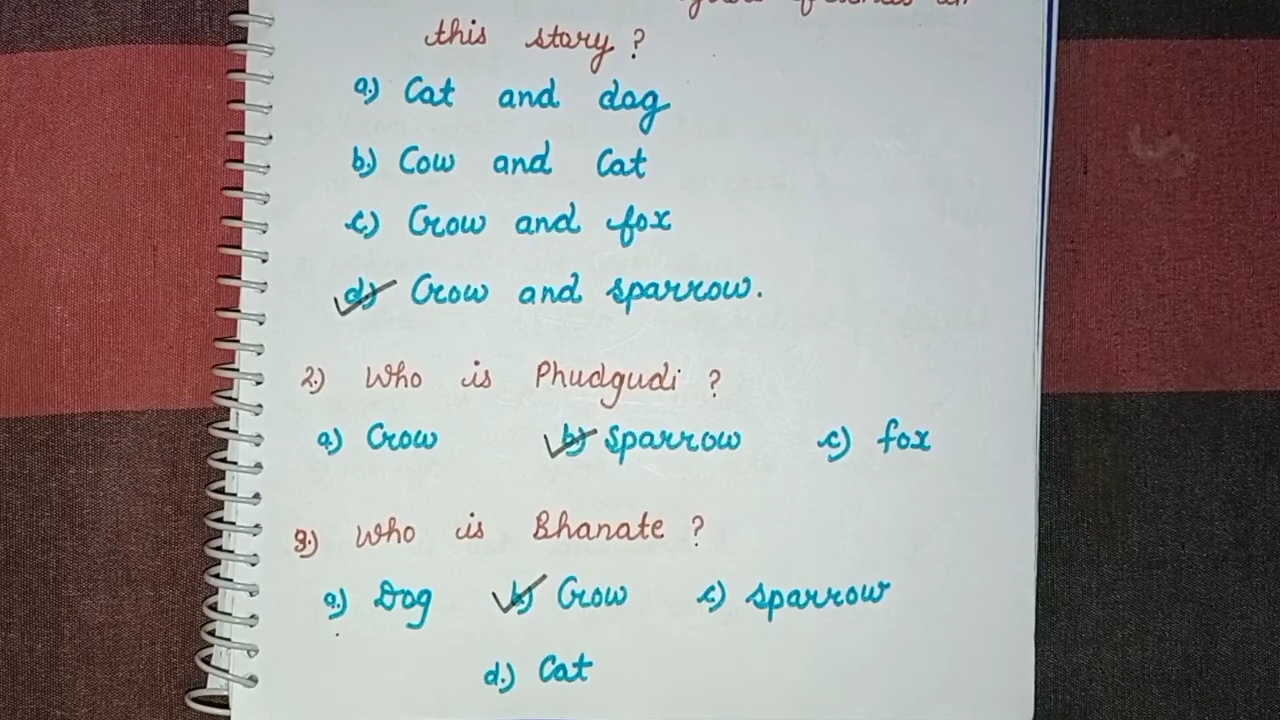 this story?
a.) Cat and dog
b.) Cow and Cat
c.) Crow and fox
d.) Crow and sparrow.
2.) Who is Phudgudi?
a.) Crow b.) Sparrow c.) fox
3.) Who is Bhanate?
a.) Dog b.) Crow c.) Sparrow
d.) Cat